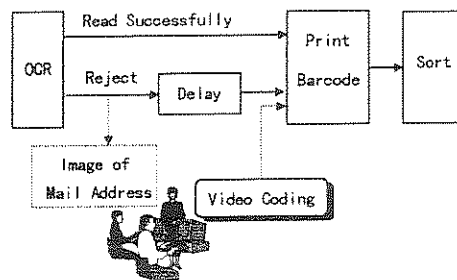 Read Successfully
OCR
Reject
Delay
Print
Barcode
Sort
Image of
Mail Address
Video Coding